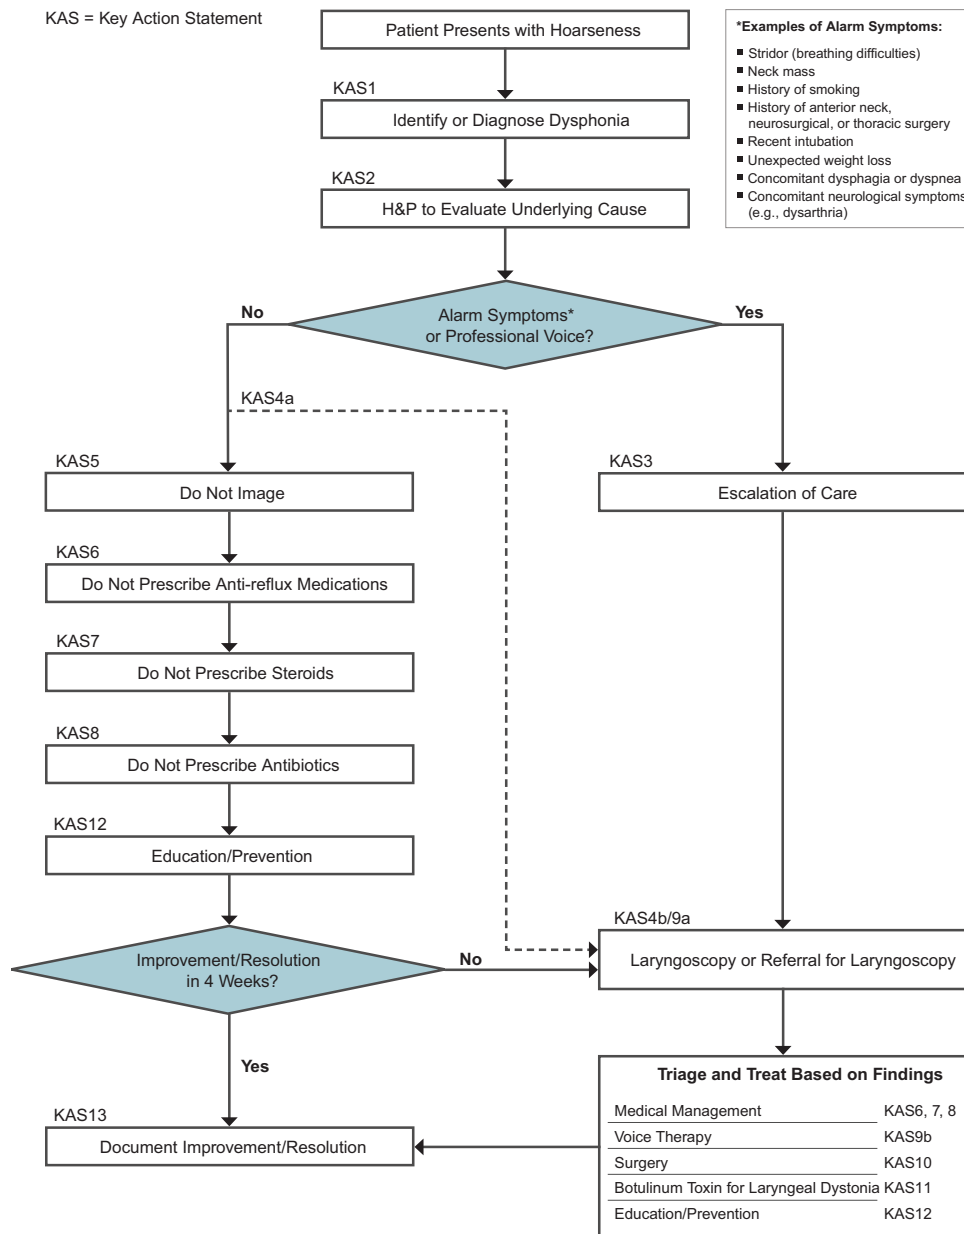 KAS = Key Action Statement
Patient Presents with Hoarseness
*Examples of Alarm Symptoms:
■ Stridor (breathing difficulties)
■ Neck mass
■ History of smoking
■ History of anterior neck,
neurosurgical, or thoracic surgery
■ Recent intubation
■ Unexpected weight loss
■ Concomitant dysphagia or dyspnea
■ Concomitant neurological symptoms
(e.g., dysarthria)
KAS1
Identify or Diagnose Dysphonia
KAS2
H&P to Evaluate Underlying Cause
Alarm Symptoms*
or Professional Voice?
No
Yes
KAS4a
KAS5
Do Not Image
KAS3
Escalation of Care
KAS6
Do Not Prescribe Anti-reflux Medications
KAS7
Do Not Prescribe Steroids
KAS8
Do Not Prescribe Antibiotics
KAS12
Education/Prevention
Improvement/Resolution
in 4 Weeks?
No
Yes
KAS4b/9a
Laryngoscopy or Referral for Laryngoscopy
KAS13
Document Improvement/Resolution
Triage and Treat Based on Findings
Medical Management KAS6, 7, 8
Voice Therapy KAS9b
Surgery KAS10
Botulinum Toxin for Laryngeal Dystonia KAS11
Education/Prevention KAS12